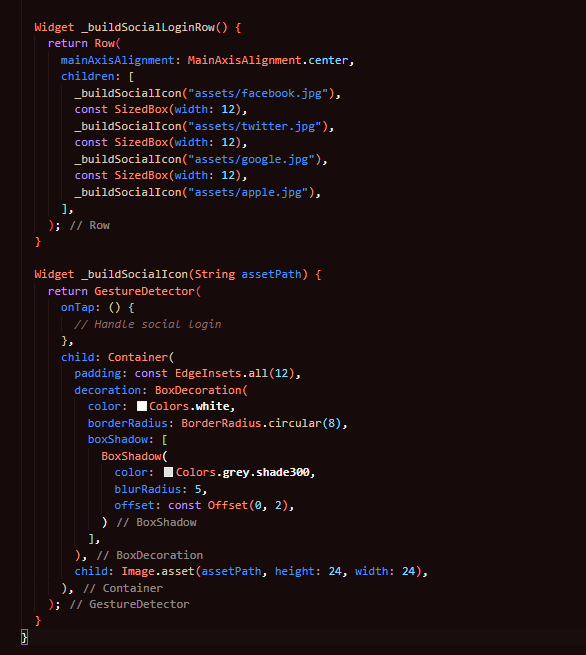 Widget _buildSocialLoginRow() {
  return Row(
    mainAxisAlignment: MainAxisAlignment.center,
    children: [
      _buildSocialIcon("assets/facebook.jpg"),
      const SizedBox(width: 12),
      _buildSocialIcon("assets/twitter.jpg"),
      const SizedBox(width: 12),
      _buildSocialIcon("assets/google.jpg"),
      const SizedBox(width: 12),
      _buildSocialIcon("assets/apple.jpg"),
    ],
  ); // Row
}

Widget _buildSocialIcon(String assetPath) {
  return GestureDetector(
    onTap: () {
      // Handle social login
    },
    child: Container(
      padding: const EdgeInsets.all(12),
      decoration: BoxDecoration(
        color: Colors.white,
        borderRadius: BorderRadius.circular(8),
        boxShadow: [
          BoxShadow(
            color: Colors.grey.shade300,
            blurRadius: 5,
            offset: const Offset(0, 2),
          ) // BoxShadow
        ],
      ), // BoxDecoration
      child: Image.asset(assetPath, height: 24, width: 24),
    ), // Container
  ); // GestureDetector
}
}